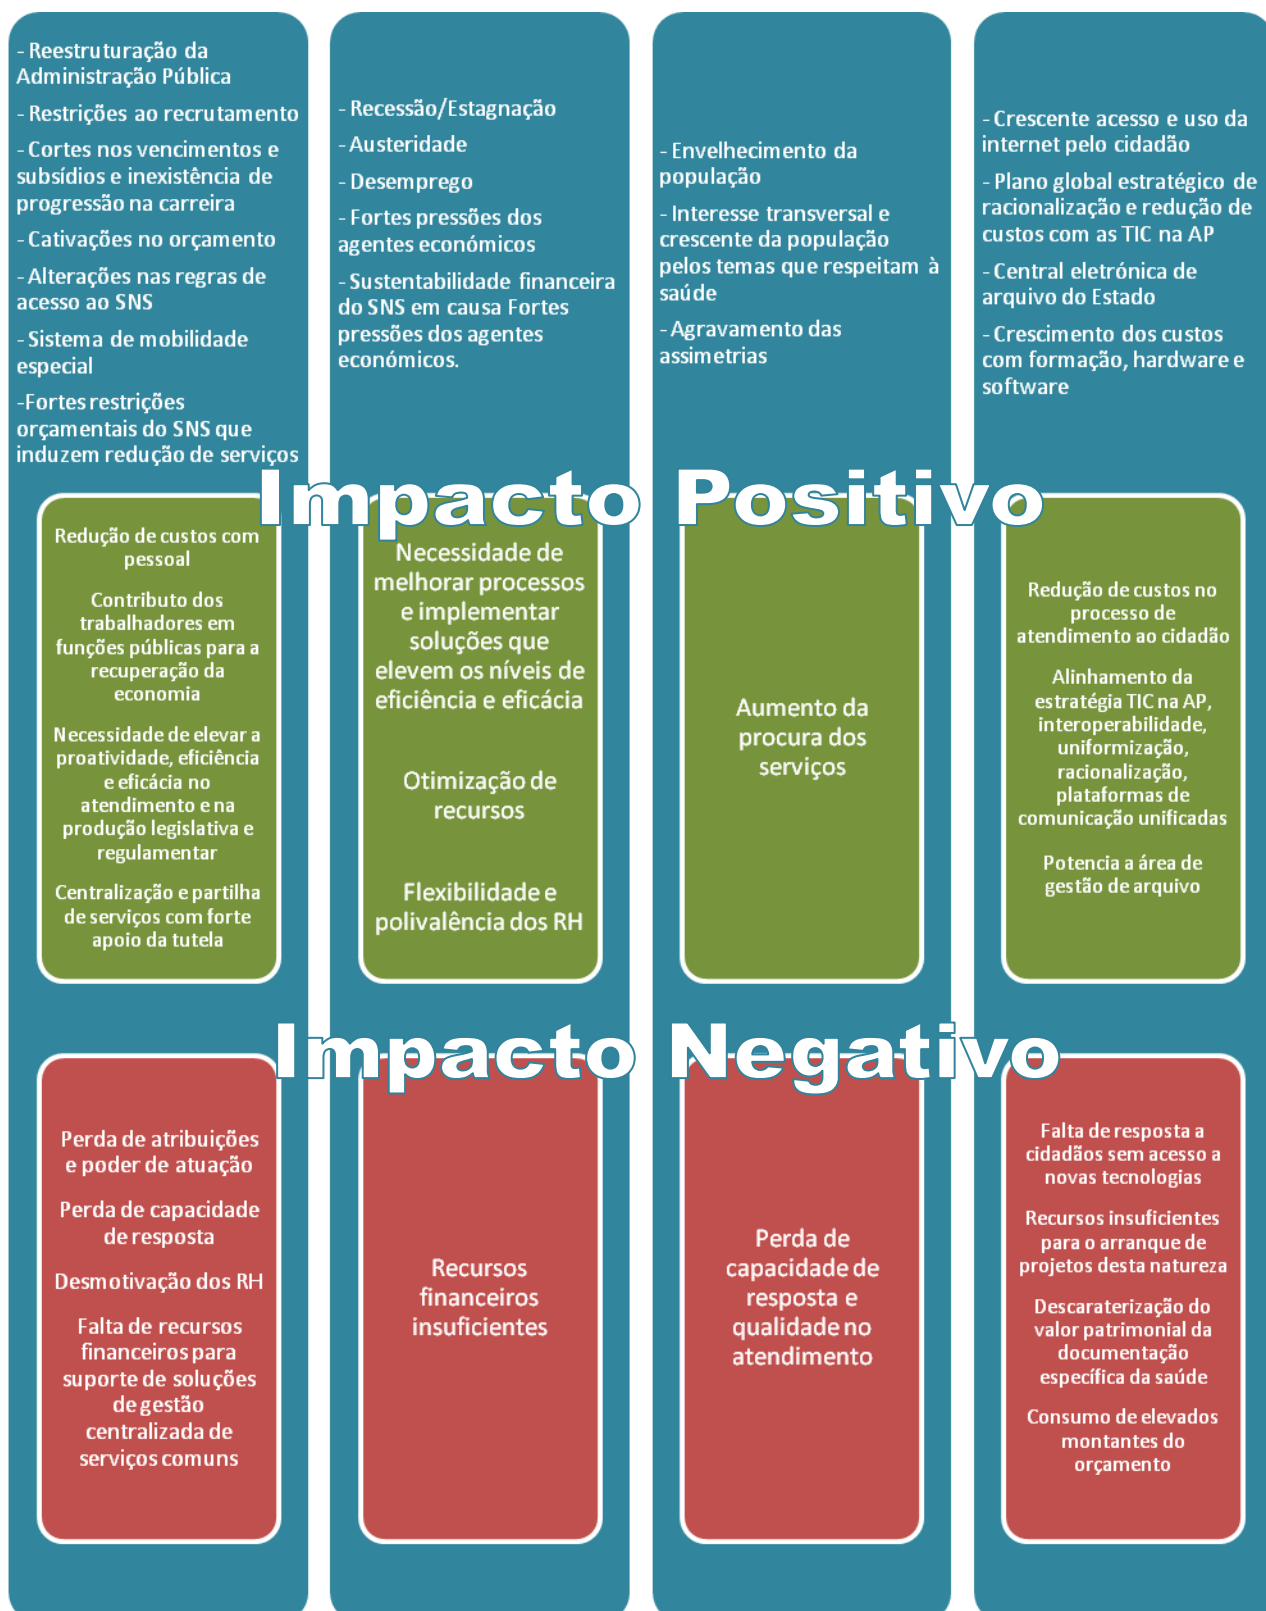 - Reestruturação da
Administração Pública
- Restrições ao recrutamento
- Cortes nos vencimentos e
subsídios e inexistência de
progressão na carreira
- Cativações no orçamento
- Alterações nas regras de
acesso ao SNS
- Sistema de mobilidade
especial
-Fortes restrições
orçamentais do SNS que
induzem redução de serviços
- Recessão/Estagnação
- Austeridade
- Desemprego
- Fortes pressões dos
agentes económicos
- Sustentabilidade financeira
do SNS em causa Fortes
pressões dos agentes
económicos.
- Envelhecimento da
população
- Interesse transversal e
crescente da população
pelos temas que respeitam à
saúde
- Agravamento das
assimetrias
- Crescente acesso e uso da
internet pelo cidadão
- Plano global estratégico de
racionalização e redução de
custos com as TIC na AP
- Central eletrónica de
arquivo do Estado
- Crescimento dos custos
com formação, hardware e
software
Impacto Positivo
Redução de custos com
pessoal
Contributo dos
trabalhadores em
funções públicas para a
recuperação da
economia
Necessidade de elevar a
proatividade, eficiência
e eficácia no
atendimento e na
produção legislativa e
regulamentar
Centralização e partilha
de serviços com forte
apoio da tutela
Necessidade de
melhorar processos
e implementar
soluções que
elevem os níveis de
eficiência e eficácia
Otimização de
recursos
Flexibilidade e
polivalência dos RH
Aumento da
procura dos
serviços
Redução de custos no
processo de
atendimento ao cidadão
Alinhamento da
estratégia TIC na AP,
interoperabilidade,
uniformização,
racionalização,
plataformas de
comunicação unificadas
Potencia a área de
gestão de arquivo
Impacto Negativo
Perda de atribuições
e poder de atuação
Perda de capacidade
de resposta
Desmotivação dos RH
Falta de recursos
financeiros para
suporte de soluções
de gestão
centralizada de
serviços comuns
Recursos
financeiros
insuficientes
Perda de
capacidade de
resposta e
qualidade no
atendimento
Falta de resposta a
cidadãos sem acesso a
novas tecnologias
Recursos insuficientes
para o arranque de
projetos desta natureza
Descaraterização do
valor patrimonial da
documentação
específica da saúde
Consumo de elevados
montantes do
orçamento